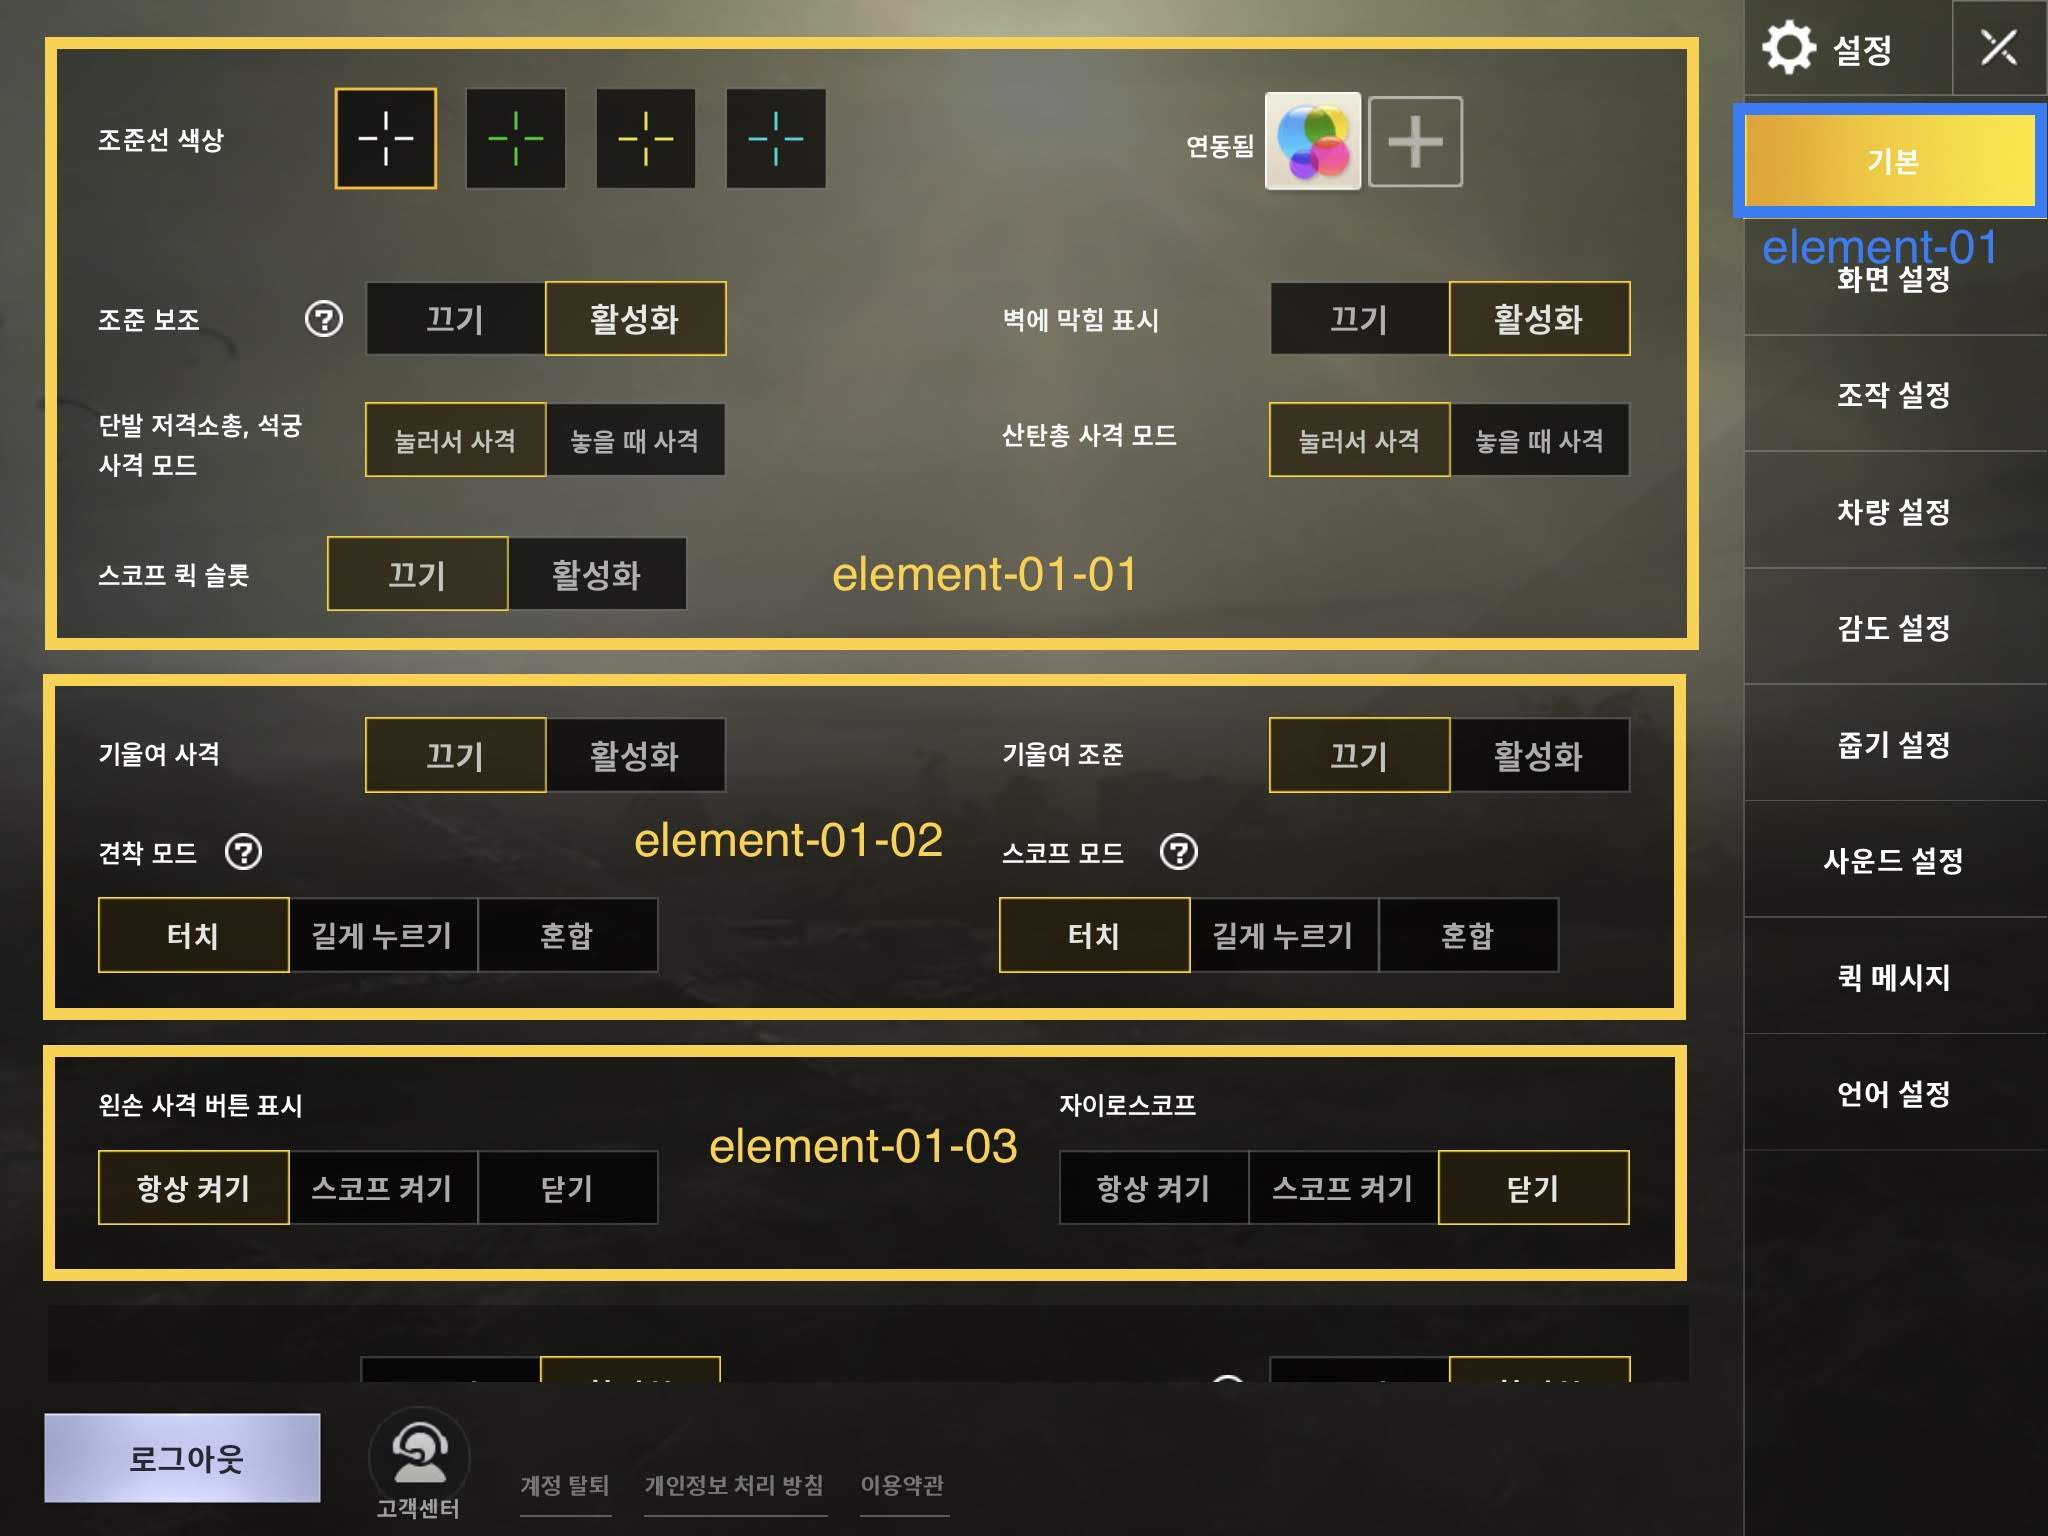 설정
기본
element-01
화면 설정
조작 설정
차량 설정
감도 설정
줍기 설정
사운드 설정
퀵 메시지
언어 설정
조준선 색상
연동됨
조준 보조
?
끄기
활성화
벽에 막힘 표시
끄기
활성화
단발 저격소총, 석궁
사격 모드
눌러서 사격
놓을 때 사격
산탄총 사격 모드
눌러서 사격
놓을 때 사격
스코프 퀵 슬롯
끄기
활성화
element-01-01
기울여 사격
끄기
활성화
기울여 조준
끄기
활성화
element-01-02
견착 모드
?
스코프 모드
?
터치
길게 누르기
혼합
터치
길게 누르기
혼합
왼손 사격 버튼 표시
자이로스코프
element-01-03
항상 켜기
스코프 켜기
닫기
항상 켜기
스코프 켜기
닫기
로그아웃
고객센터
계정 탈퇴
개인정보 처리 방침
이용약관